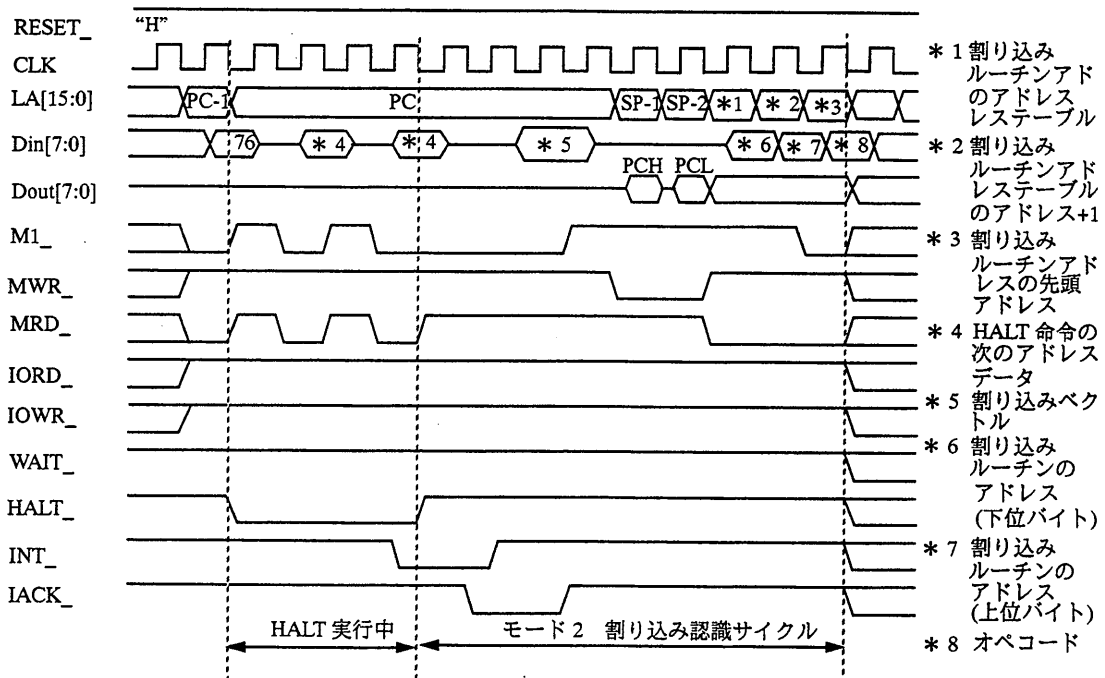 RESET_
"H"
CLK
LA[15:0]
PC-1
PC
SP-1
SP-2
*1
*2
*3
Din[7:0]
76
*4
*4
*5
*6
*7
*8
Dout[7:0]
PCH
PCL
M1_
MWR_
MRD_
IORD_
IOWR_
WAIT_
HALT_
INT_
IACK_
HALT 実行中
モード2 割り込み認識サイクル
*1 割り込み
ルーチンアド
のアドレス
レステーブル
*2 割り込み
ルーチンアド
レステーブル
のアドレス+1
*3 割り込み
ルーチンアド
レスの先頭
アドレス
*4 HALT 命令の
次のアドレス
データ
*5 割り込みベク
トル
*6 割り込み
ルーチンの
アドレス
(下位バイト)
*7 割り込み
ルーチンの
アドレス
(上位バイト)
*8 オペコード